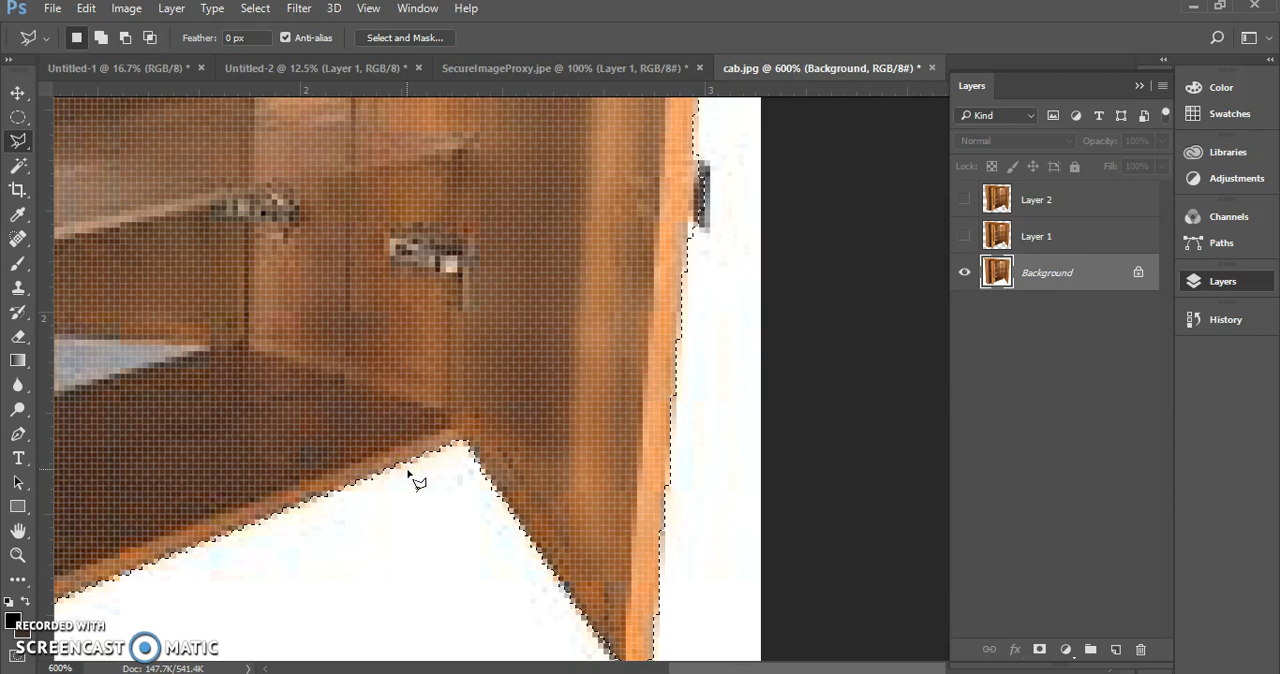 Ps File Edit Image Layer Type Select Filter 3D View Window Help
Feather: 0 px Anti-alias Select and Mask...
Untitled-1 @ 16.7% (RGB/8) * × Untitled-2 @ 12.5% (Layer 1, RGB/8) * × SecureImageProxy.jpe @ 100% (Layer 1, RGB/8#) * × cab.jpg @ 600% (Background, RGB/8#) * ×
2 3
2
Layers
Kind
Normal Opacity: 100%
Lock: Fill: 100%
Layer 2
Layer 1
Background
Color
Swatches
Libraries
Adjustments
Channels
Paths
Layers
History
RECORDED WITH
SCREENCAST MATIC
600% Doc: 147.7K/541.4K